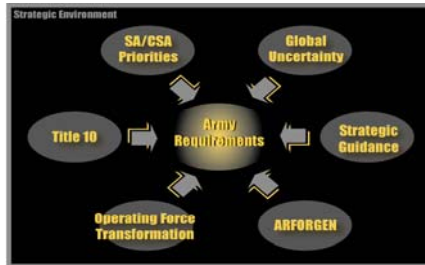 Strategic Environment
SA/CSA
Priorities
Global
Uncertainty
Title 10
Army
Requirements
Strategic
Guidance
Operating Force
Transformation
ARFORGEN